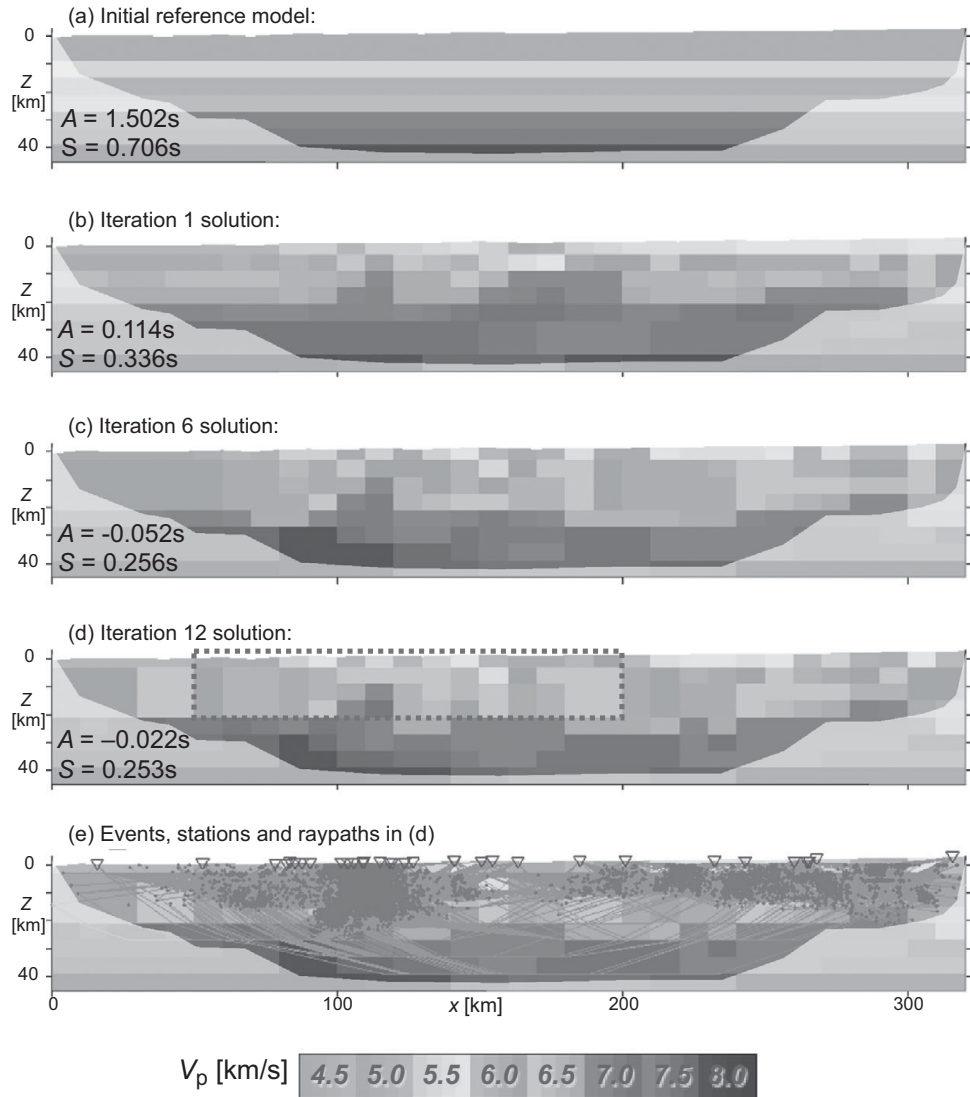 (a) Initial reference model:
0
Z
[km]
40
A = 1.502s
S = 0.706s
(b) Iteration 1 solution:
0
Z
[km]
40
A = 0.114s
S = 0.336s
100
200
300
(c) Iteration 6 solution:
0
Z
[km]
40
A = -0.052s
S = 0.256s
(d) Iteration 12 solution:
0
Z
[km]
40
A = –0.022s
S = 0.253s
(e) Events, stations and raypaths in (d)
0
Z
[km]
40
0 100 x [km] 200 300
Vp [km/s] 4.5 5.0 5.5 6.0 6.5 7.0 7.5 8.0